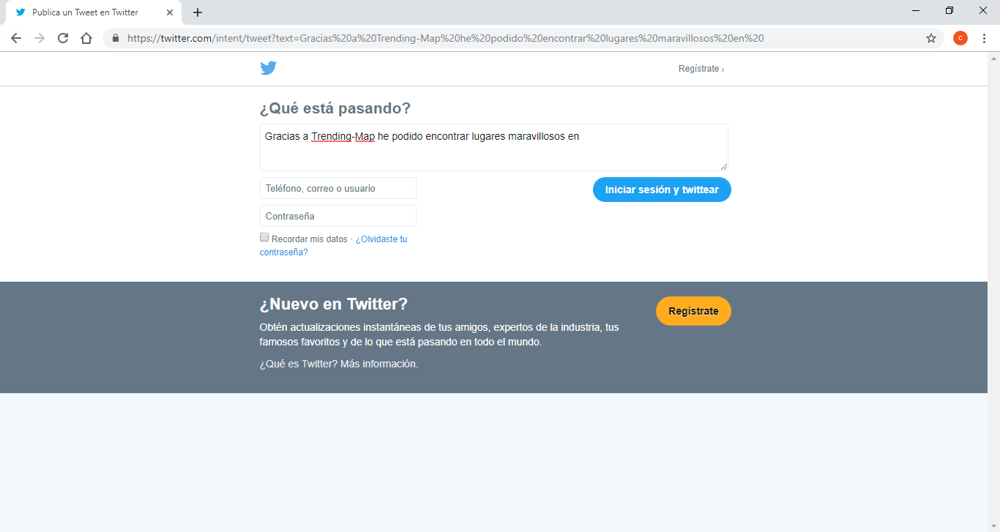 Publica un Tweet en Twitter
https://twitter.com/intent/tweet?text=Gracias%20a%20Trending-Map%20he%20podido%20encontrar%20lugares%20maravillosos%20en%20
c
Regístrate ›
¿Qué está pasando?
Gracias a Trending-Map he podido encontrar lugares maravillosos en
Teléfono, correo o usuario
Iniciar sesión y twittear
Contraseña
Recordar mis datos · ¿Olvidaste tu
contraseña?
¿Nuevo en Twitter?
Regístrate
Obtén actualizaciones instantáneas de tus amigos, expertos de la industria, tus
famosos favoritos y de lo que está pasando en todo el mundo.
¿Qué es Twitter? Más información.